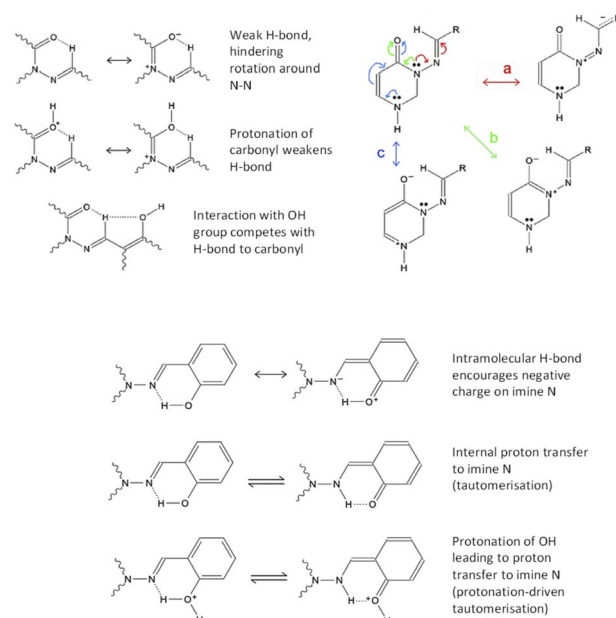 Weak H-bond,
hindering
rotation around
N-N
Protonation of
carbonyl weakens
H-bond
Interaction with OH
group competes with
H-bond to carbonyl
a
b
c
Intramolecular H-bond
encourages negative
charge on imine N
Internal proton transfer
to imine N
(tautomerisation)
Protonation of OH
leading to proton
transfer to imine N
(protonation-driven
tautomerisation)